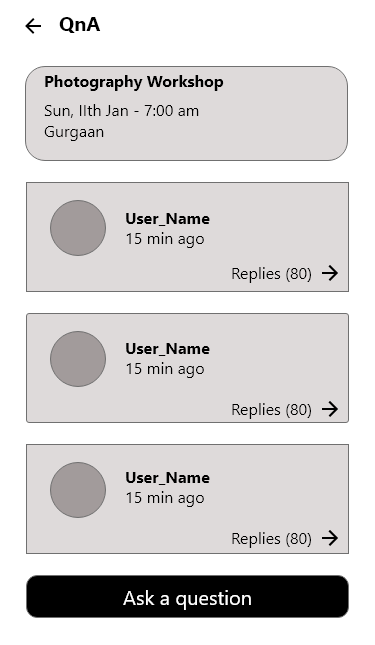 QnA
Photography Workshop
Sun, IIth Jan - 7:00 am
Gurgaan
User_Name
15 min ago
Replies (80)
User_Name
15 min ago
Replies (80)
User_Name
15 min ago
Replies (80)
Ask a question